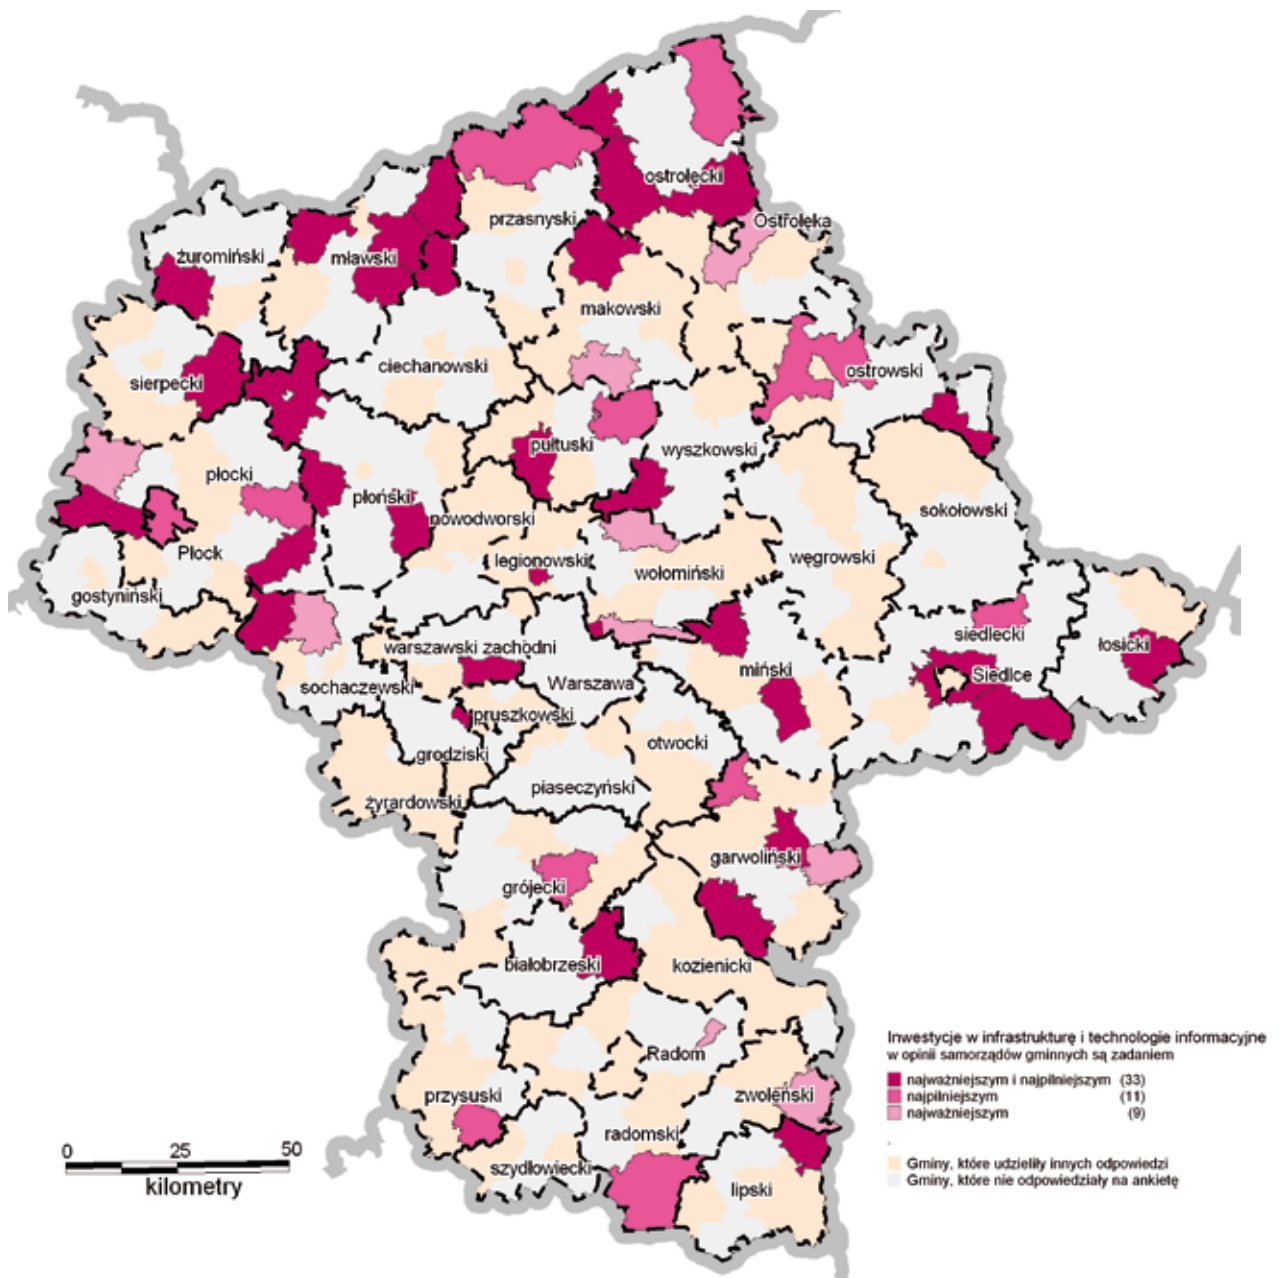 ostrołęcki
Ostrołęka
przasnyski
żuromiński
mławski
makowski
ciechanowski
ostrowski
sierpecki
pułtuski
wyszkowski
płocki
płoński
sokołowski
nowodworski
Płock
legionowski
wołomiński
węgrowski
gostyniński
siedlecki
łosicki
warszawski zachodni
miński
Siedlce
sochaczewski
Warszawa
pruszkowski
otwocki
grodziski
piaseczyński
żyrardowski
garwoliński
grójecki
białobrzeski
kozienicki
Radom
przysuski
zwoleński
radomski
szydłowiecki
lipski
0 25 50
kilometry
Inwestycje w infrastrukturę i technologie informacyjne
w opinii samorządów gminnych są zadaniem
najważniejszym i najpilniejszym (33)
najpilniejszym (11)
najważniejszym (9)
.
Gminy, które udzieliły innych odpowiedzi
Gminy, które nie odpowiedziały na ankietę